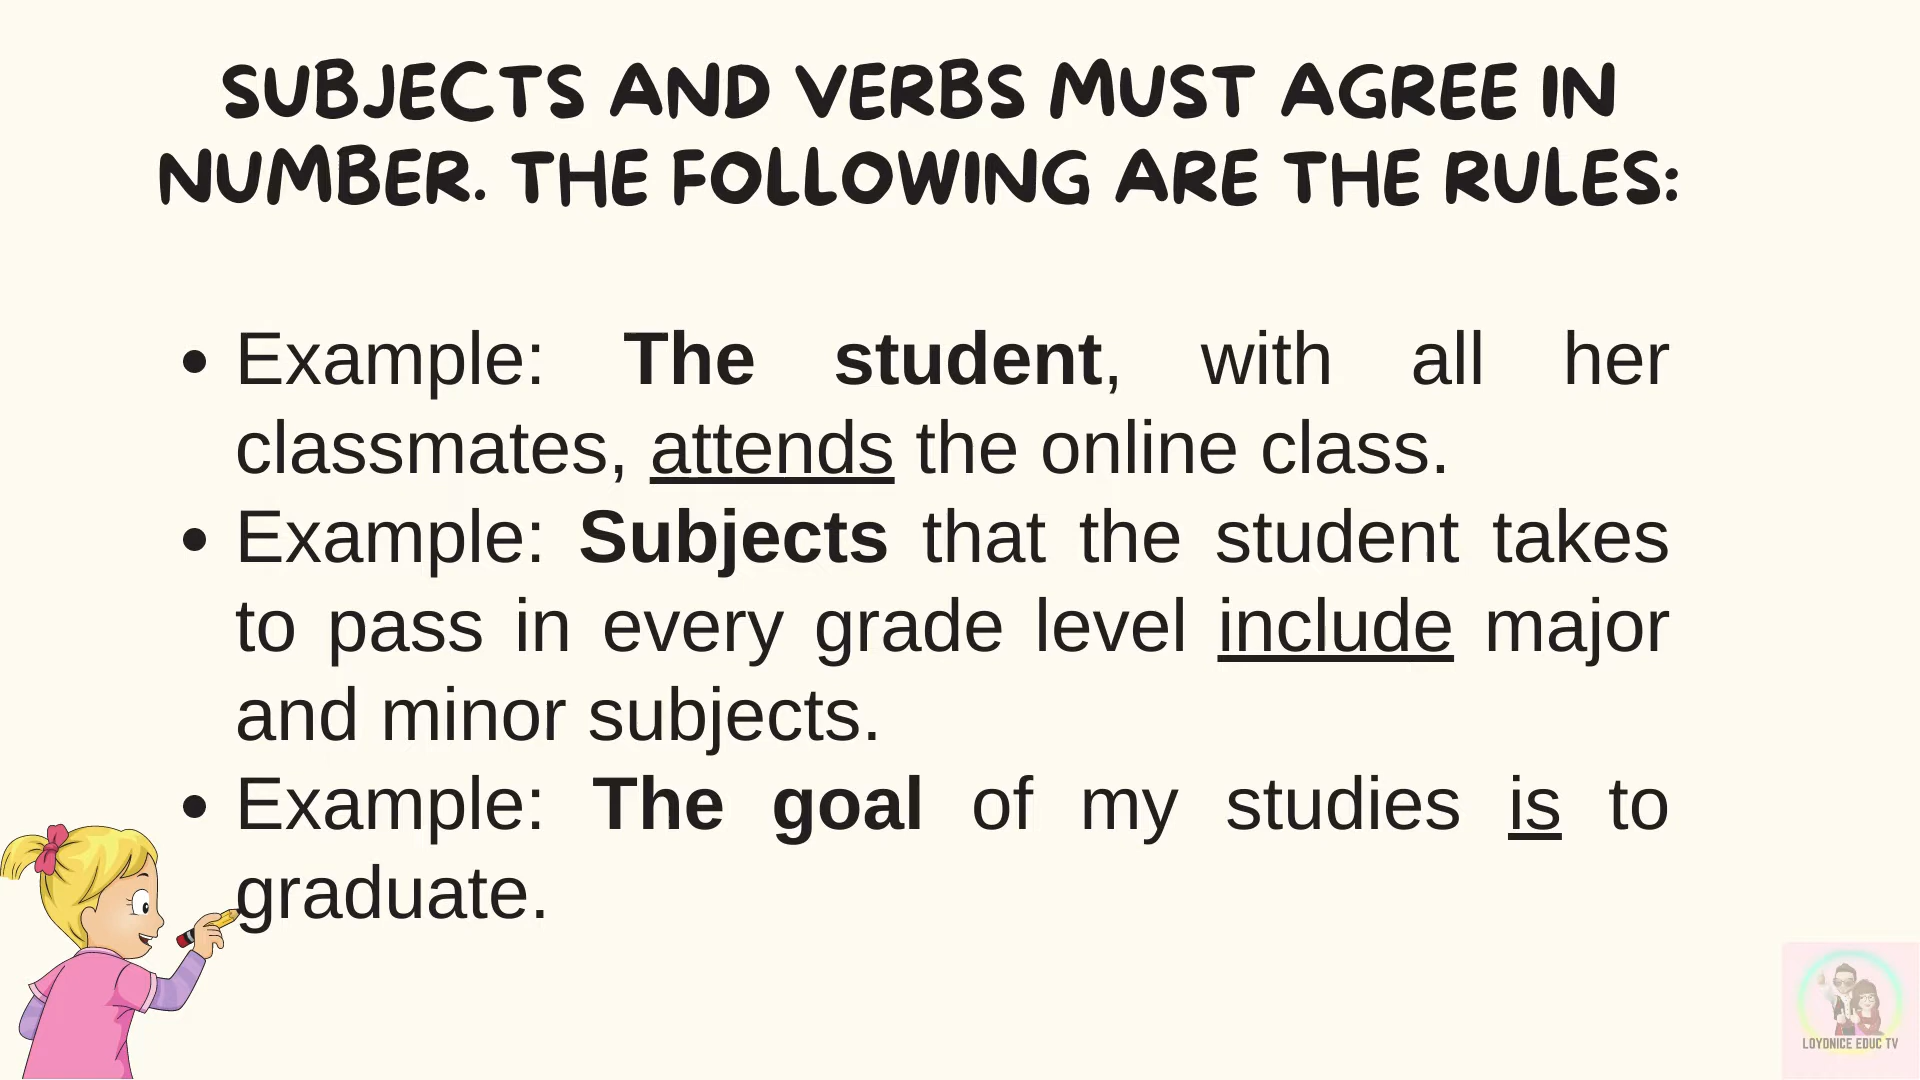 SUBJECTS AND VERBS MUST AGREE IN
NUMBER. THE FOLLOWING ARE THE RULES:
• Example: The student, with all her
classmates, attends the online class.
• Example: Subjects that the student takes
to pass in every grade level include major
and minor subjects.
• Example: The goal of my studies is to
graduate.
LOYDNICE EDUC TV